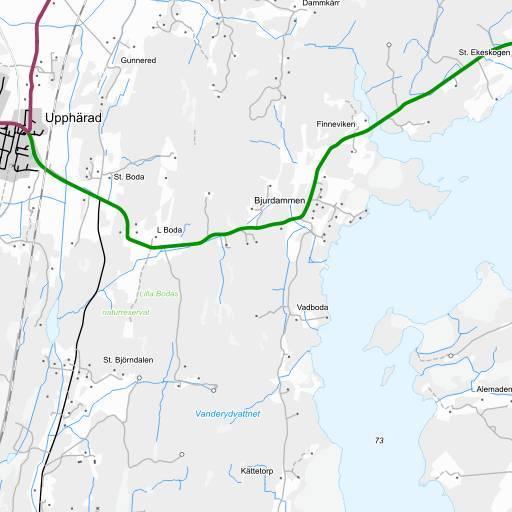 Dammkärr
St. Ekeskogen
Gunnered
Upphärad
Finneviken
St. Boda
Bjurdammen
L Boda
Lilla Bodas
naturreservat
Vadboda
St. Björndalen
Alemaden
Vanderydvattnet
73
Kättetorp